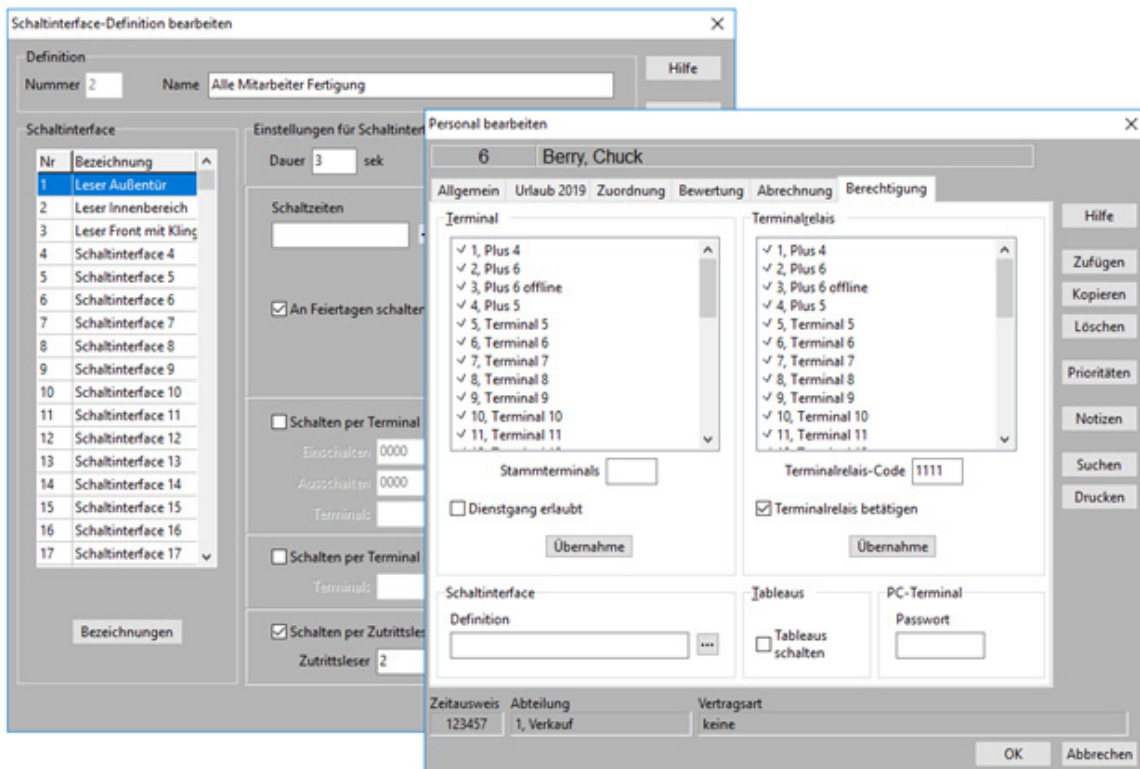 Schaltinterface-Definition bearbeiten
Definition
Nummer 2 Name Alle Mitarbeiter Fertigung
Hilfe
Schaltinterface
Nr Bezeichnung
1 Leser Außentür
2 Leser Innenbereich
3 Leser Front mit Kling
4 Schaltinterface 4
5 Schaltinterface 5
6 Schaltinterface 6
7 Schaltinterface 7
8 Schaltinterface 8
9 Schaltinterface 9
10 Schaltinterface 10
11 Schaltinterface 11
12 Schaltinterface 12
13 Schaltinterface 13
14 Schaltinterface 14
15 Schaltinterface 15
16 Schaltinterface 16
17 Schaltinterface 17
Bezeichnungen
Einstellungen für Schaltinterf
Dauer 3 sek
Schaltzeiten
An Feiertagen schalten
Schalten per Terminal
Einschalten 0000
Ausschalten 0000
Terminal:
Schalten per Terminal
Terminal:
Schalten per Zutrittsles
Zutrittsleser 2
Personal bearbeiten
6 Berry, Chuck
Allgemein Urlaub 2019 Zuordnung Bewertung Abrechnung Berechtigung
Terminal
1, Plus 4
2, Plus 6
3, Plus 6 offline
4, Plus 5
5, Terminal 5
6, Terminal 6
7, Terminal 7
8, Terminal 8
9, Terminal 9
10, Terminal 10
11, Terminal 11
Stammterminals
Dienstgang erlaubt
Übernahme
Terminalrelais
1, Plus 4
2, Plus 6
3, Plus 6 offline
4, Plus 5
5, Terminal 5
6, Terminal 6
7, Terminal 7
8, Terminal 8
9, Terminal 9
10, Terminal 10
11, Terminal 11
Terminalrelais-Code 1111
Terminalrelais betätigen
Übernahme
Schaltinterface
Definition
...
Tableaus
Tableaus
schalten
PC-Terminal
Passwort
Hilfe
Zufügen
Kopieren
Löschen
Prioritäten
Notizen
Suchen
Drucken
Zeitausweis Abteilung Vertragsart
123457 1, Verkauf keine
OK Abbrechen